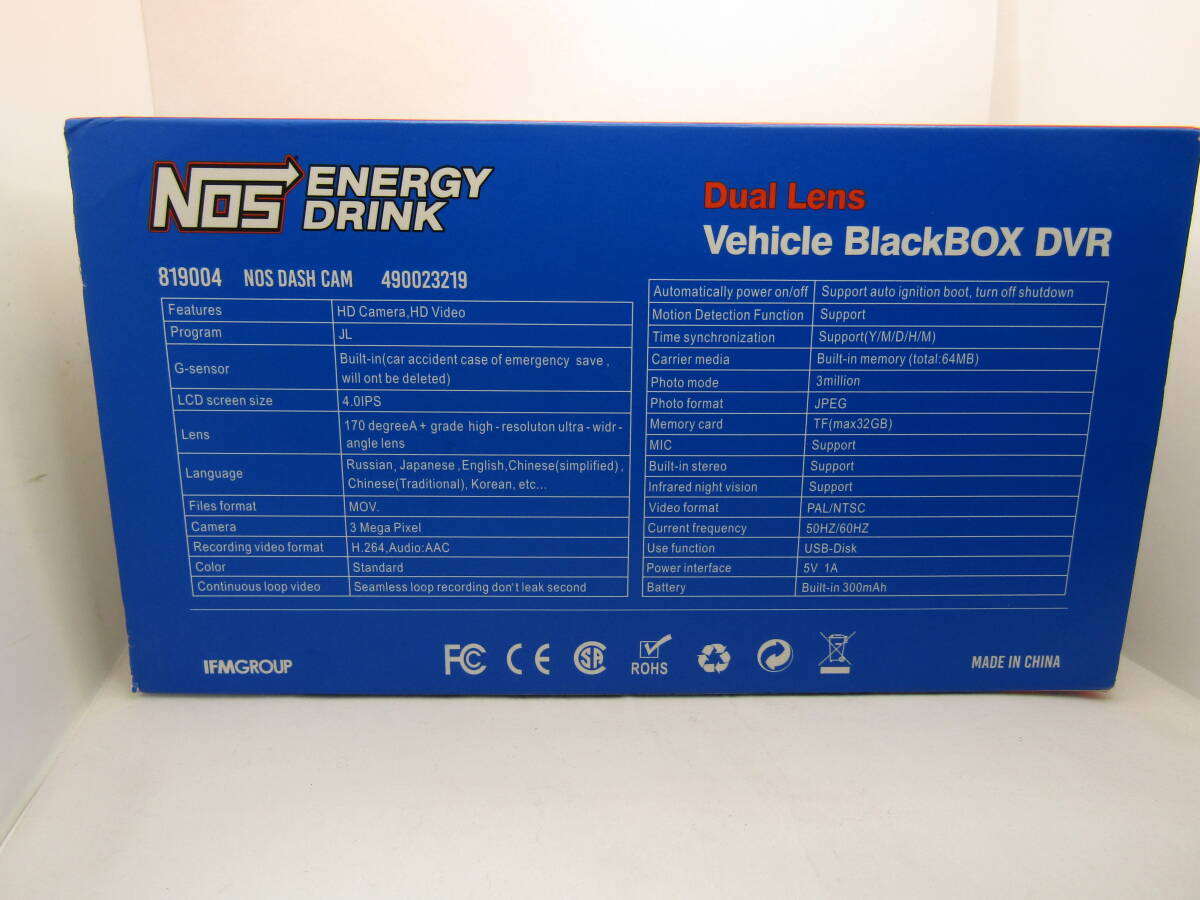 NOS ENERGY DRINK
819004 NOS DASH CAM 490023219
Features HD Camera,HD Video
Program JL
G-sensor Built-in(car accident case of emergency save,
will ont be deleted)
LCD screen size 4.0IPS
Lens 170 degreeA+ grade high-resoluton ultra-widr-
angle lens
Language Russian, Japanese,English,Chinese(simplified),
Chinese(Traditional), Korean, etc...
Files format MOV.
Camera 3 Mega Pixel
Recording video format H.264,Audio:AAC
Color Standard
Continuous loop video Seamless loop recording don't leak second
Dual Lens
Vehicle BlackBOX DVR
Automatically power on/off Support auto ignition boot, turn off shutdown
Motion Detection Function Support
Time synchronization Support(Y/M/D/H/M)
Carrier media Built-in memory (total:64MB)
Photo mode 3million
Photo format JPEG
Memory card TF(max32GB)
MIC Support
Built-in stereo Support
Infrared night vision Support
Video format PAL/NTSC
Current frequency 50HZ/60HZ
Use function USB-Disk
Power interface 5V 1A
Battery Built-in 300mAh
IFMGROUP
FC CE SA ROHS
MADE IN CHINA